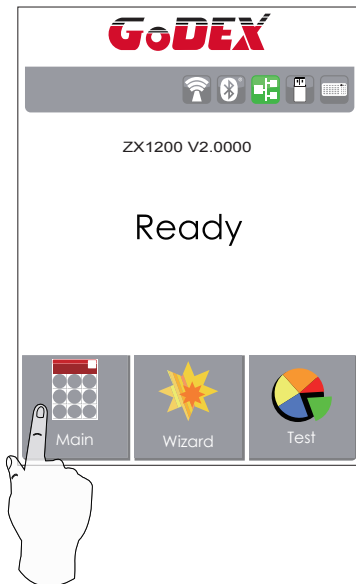 GoDEX
ZX1200 V2.0000
Ready
Main
Wizard
Test